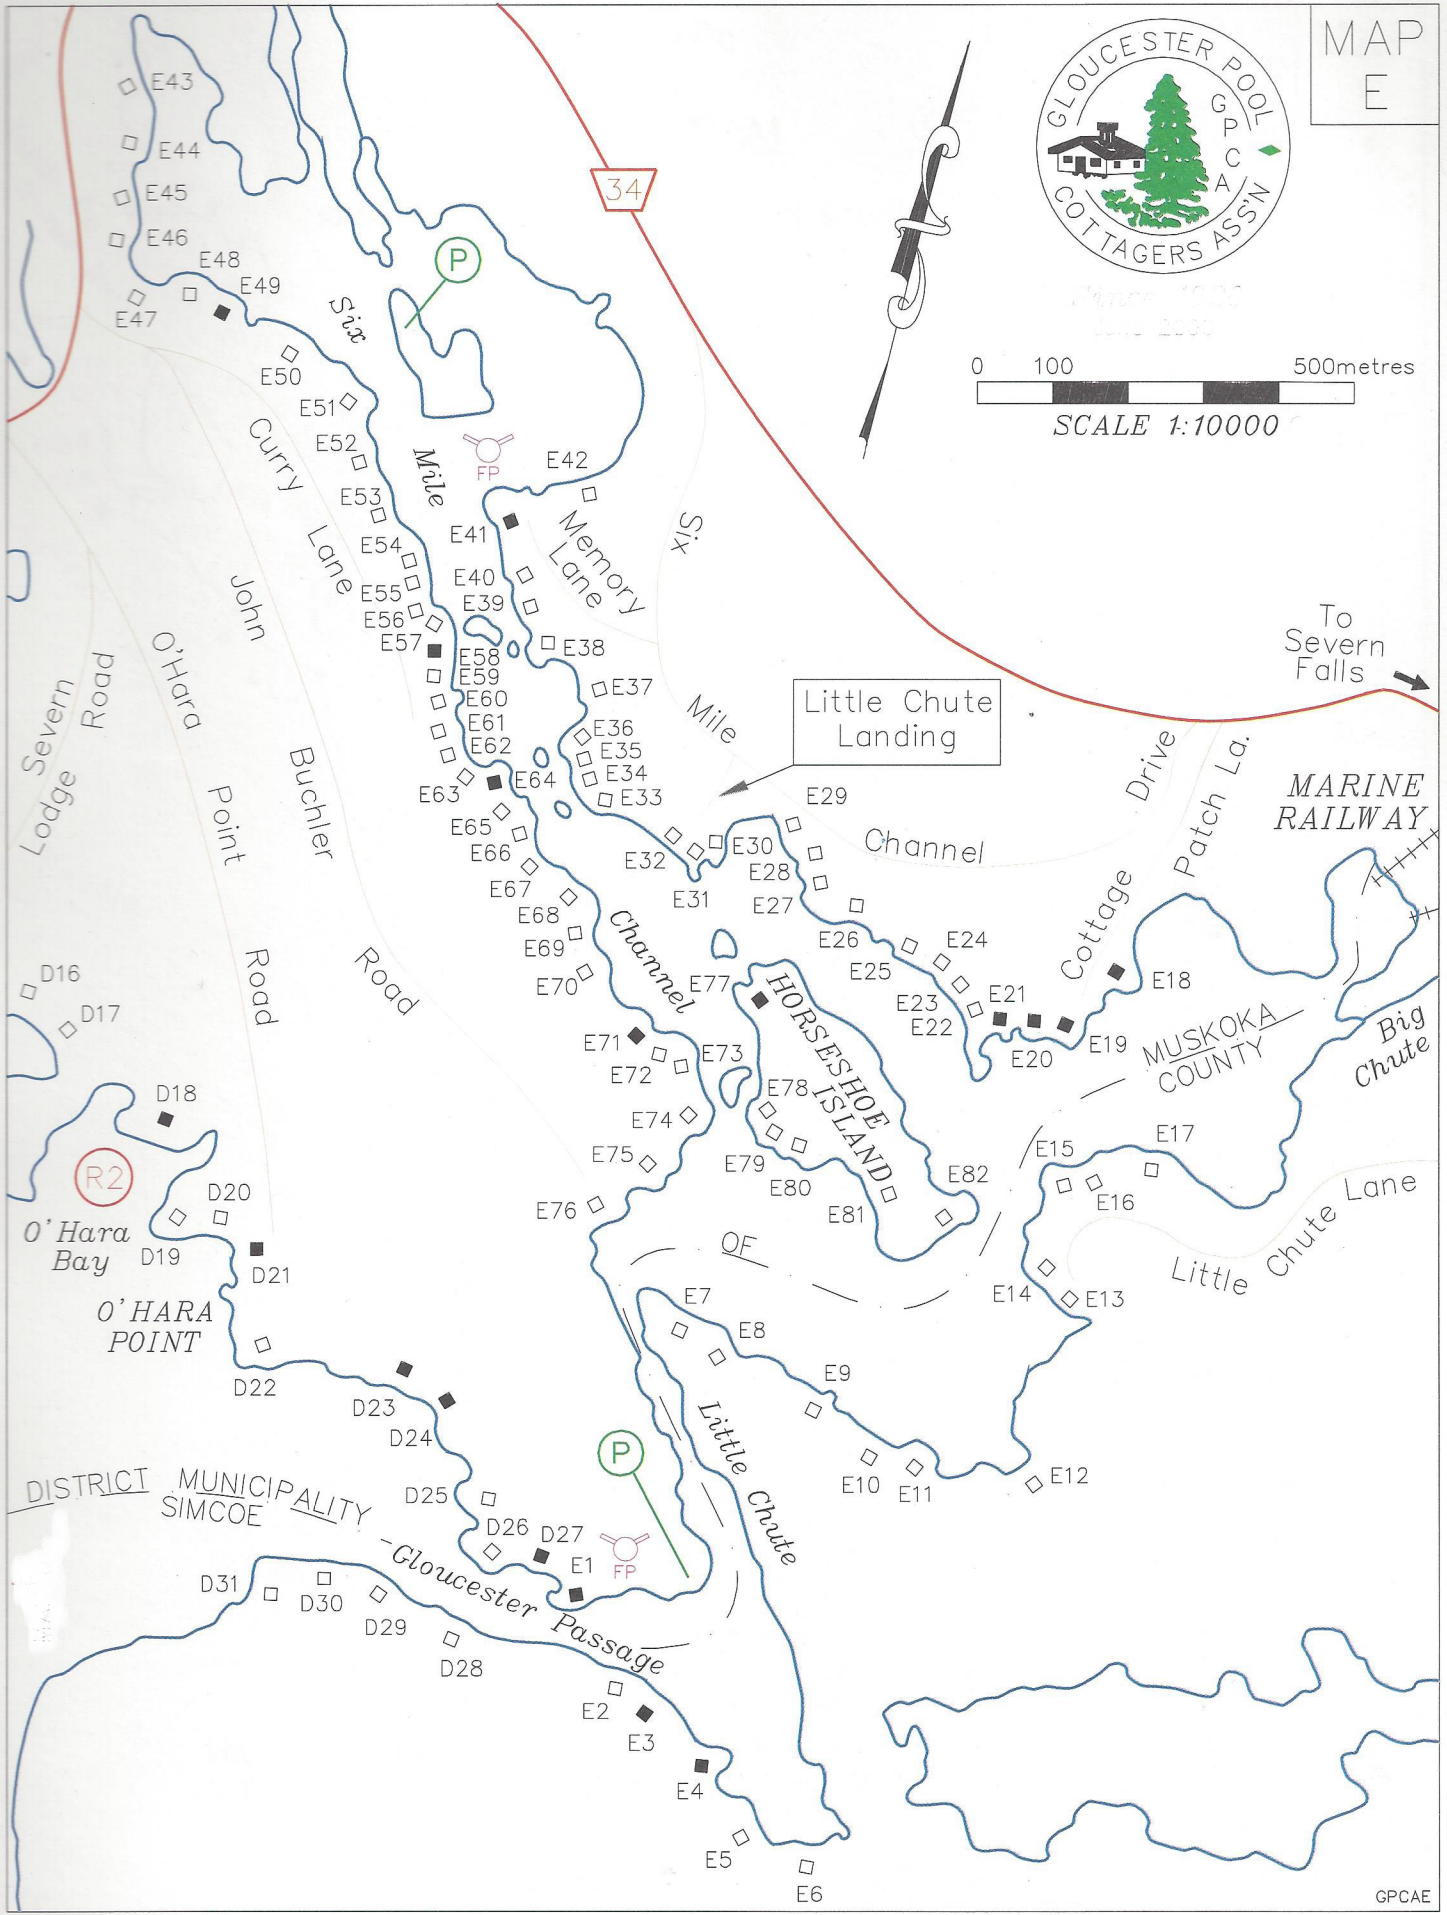 MAP
E
GLOUCESTER POOL
COTTAGERS ASS'N
G
P
C
A
0 100 500metres
SCALE 1:10000
34
P
FP
E43
E44
E45
E46
E47
E48
E49
E50
E51
E52
E53
E54
E55
E56
E57
E58
E59
E60
E61
E62
E63
E64
E65
E66
E67
E68
E69
E70
E71
E72
E73
E74
E75
E76
E42
E41
E40
E39
E38
E37
E36
E35
E34
E33
E32
E31
E30
E29
E28
E27
E26
E25
E24
E23
E22
E21
E20
E19
E18
Six
Mile
Channel
Curry
Lane
John
Buchler
Road
O'Hara
Point
Road
Severn
Lodge
Road
Memory
Lane
Six
Mile
Channel
Drive
Little Chute
Landing
To
Severn
Falls
Cottage
Patch La.
MARINE
RAILWAY
Big
Chute
MUSKOKA
COUNTY
OF
HORSESHOE
ISLAND
E77
E78
E79
E80
E81
E82
E15
E17
E16
E14
E13
Little Chute Lane
E7
E8
E9
E10
E11
E12
Little Chute
D16
D17
D18
R2
O'Hara
Bay
D20
D19
D21
O'HARA
POINT
D22
D23
D24
D25
D26
D27
E1
P
FP
DISTRICT MUNICIPALITY
SIMCOE
Gloucester Passage
D31
D30
D29
D28
E2
E3
E4
E5
E6
GPCAE